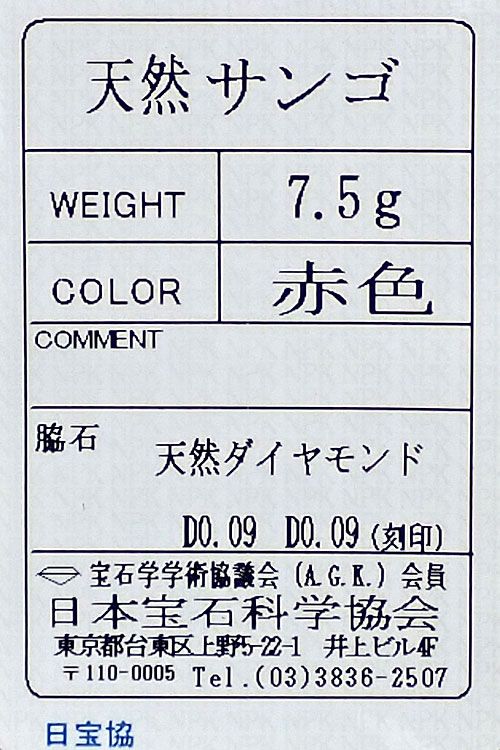 天然サンゴ
WEIGHT 7.5g
COLOR 赤色
COMMENT
脇石 天然ダイヤモンド
D0.09 D0.09 (刻印)
宝石学学術協議会 (A.G.K.) 会員
日本宝石科学協会
東京都台東区上野5-22-1 井上ビル4F
〒110-0005 Tel.(03)3836-2507
日宝協